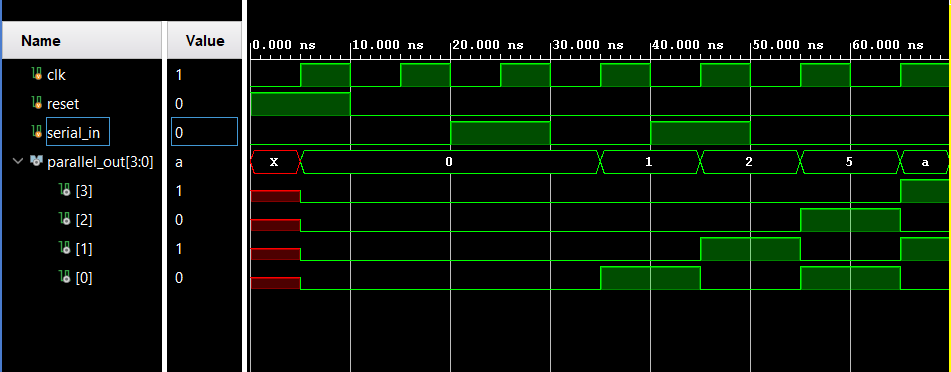 Name Value
0.000 ns 10.000 ns 20.000 ns 30.000 ns 40.000 ns 50.000 ns 60.000 ns
clk 1
reset 0
serial_in 0
parallel_out[3:0] a X 0 1 2 5 a
[3] 1
[2] 0
[1] 1
[0] 0